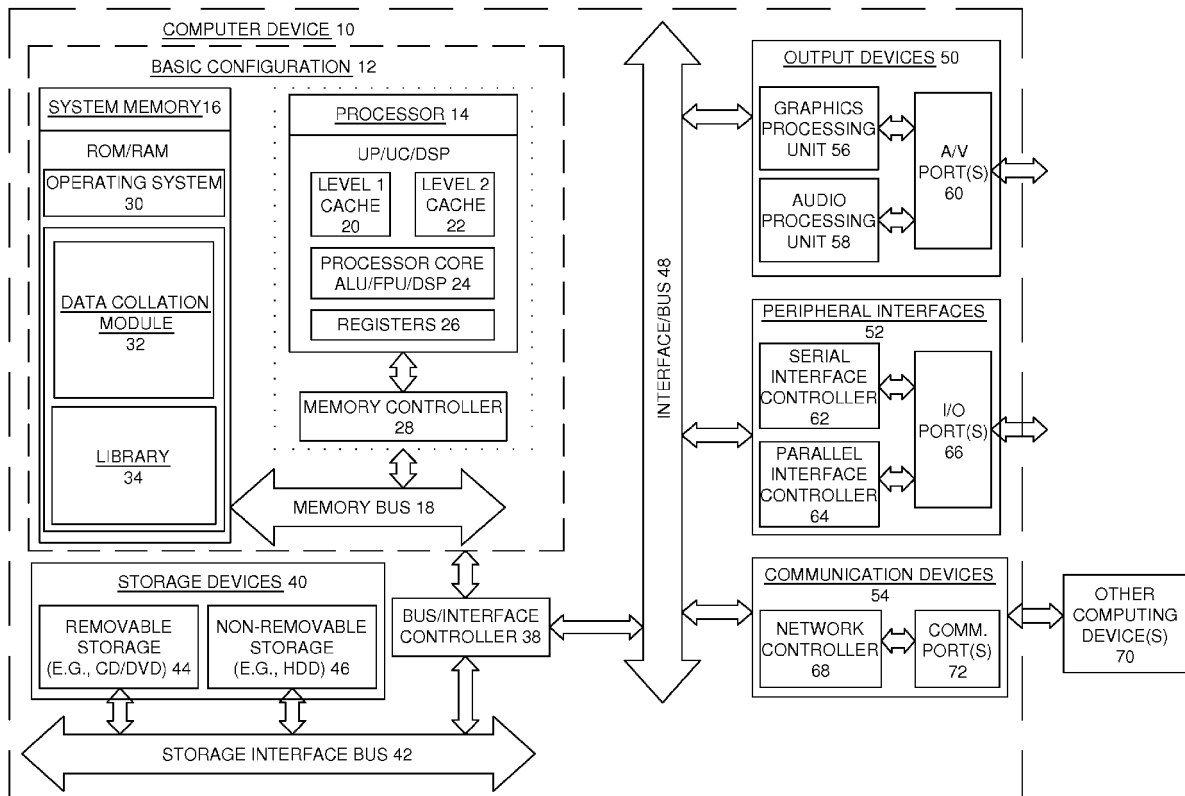 COMPUTER DEVICE 10
BASIC CONFIGURATION 12
SYSTEM MEMORY16
ROM/RAM
OPERATING SYSTEM
30
DATA COLLATION
MODULE
32
LIBRARY
34
PROCESSOR 14
UP/UC/DSP
LEVEL 1
CACHE
20
LEVEL 2
CACHE
22
PROCESSOR CORE
ALU/FPU/DSP 24
REGISTERS 26
MEMORY CONTROLLER
28
MEMORY BUS 18
STORAGE DEVICES 40
REMOVABLE
STORAGE
(E.G., CD/DVD) 44
NON-REMOVABLE
STORAGE
(E.G., HDD) 46
BUS/INTERFACE
CONTROLLER 38
STORAGE INTERFACE BUS 42
INTERFACE/BUS 48
OUTPUT DEVICES 50
GRAPHICS
PROCESSING
UNIT 56
AUDIO
PROCESSING
UNIT 58
A/V
PORT(S)
60
PERIPHERAL INTERFACES
52
SERIAL
INTERFACE
CONTROLLER
62
PARALLEL
INTERFACE
CONTROLLER
64
I/O
PORT(S)
66
COMMUNICATION DEVICES
54
NETWORK
CONTROLLER
68
COMM.
PORT(S)
72
OTHER
COMPUTING
DEVICE(S)
70